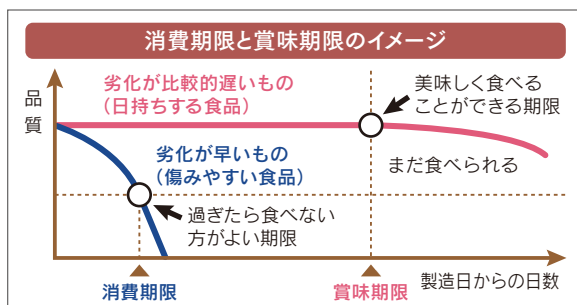 消費期限と賞味期限のイメージ
品質
劣化が比較的遅いもの
(日持ちする食品)
美味しく食べる
ことができる期限
劣化が早いもの
(傷みやすい食品)
まだ食べられる
過ぎたら食べない
方がよい期限
消費期限
賞味期限
製造日からの日数